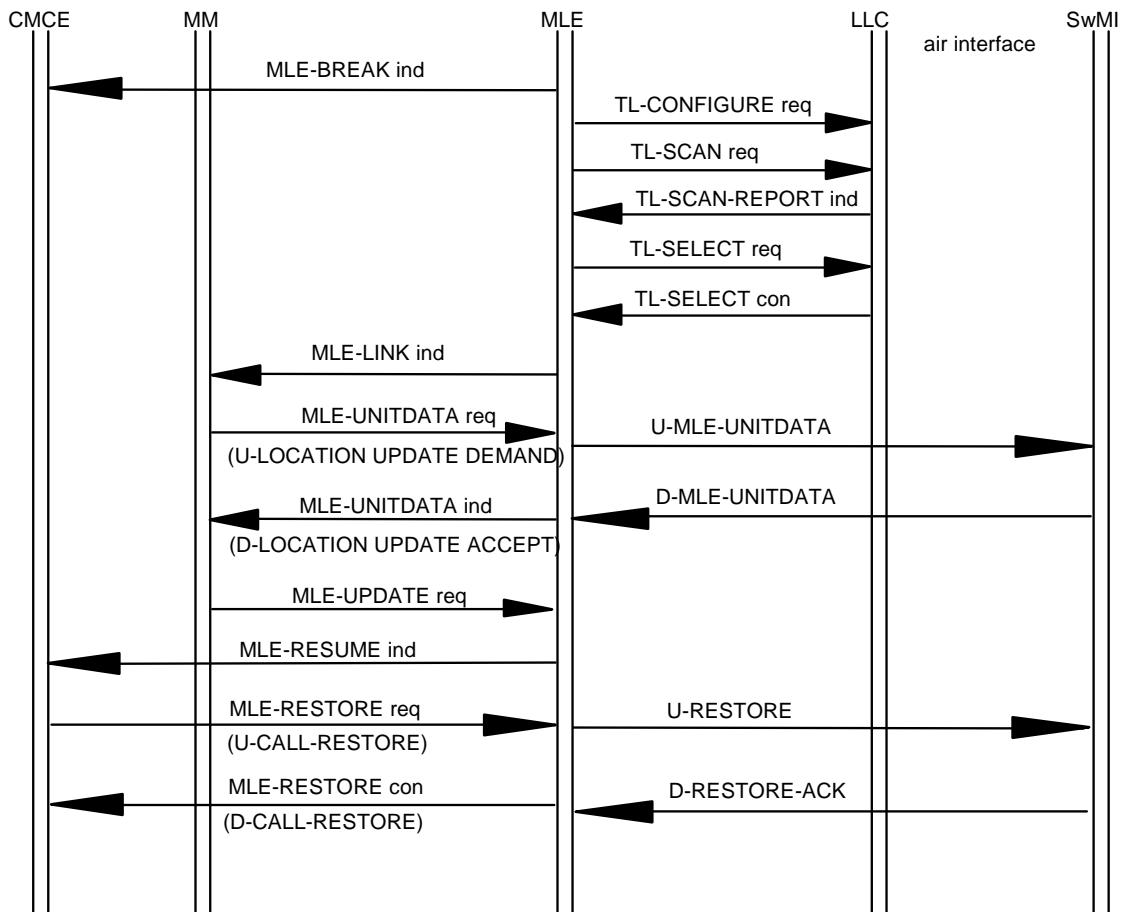 CMCE MM MLE LLC SwMI
air interface
MLE-BREAK ind
TL-CONFIGURE req
TL-SCAN req
TL-SCAN-REPORT ind
TL-SELECT req
TL-SELECT con
MLE-LINK ind
MLE-UNITDATA req
U-MLE-UNITDATA
(U-LOCATION UPDATE DEMAND)
D-MLE-UNITDATA
MLE-UNITDATA ind
(D-LOCATION UPDATE ACCEPT)
MLE-UPDATE req
MLE-RESUME ind
MLE-RESTORE req
U-RESTORE
(U-CALL-RESTORE)
MLE-RESTORE con
D-RESTORE-ACK
(D-CALL-RESTORE)